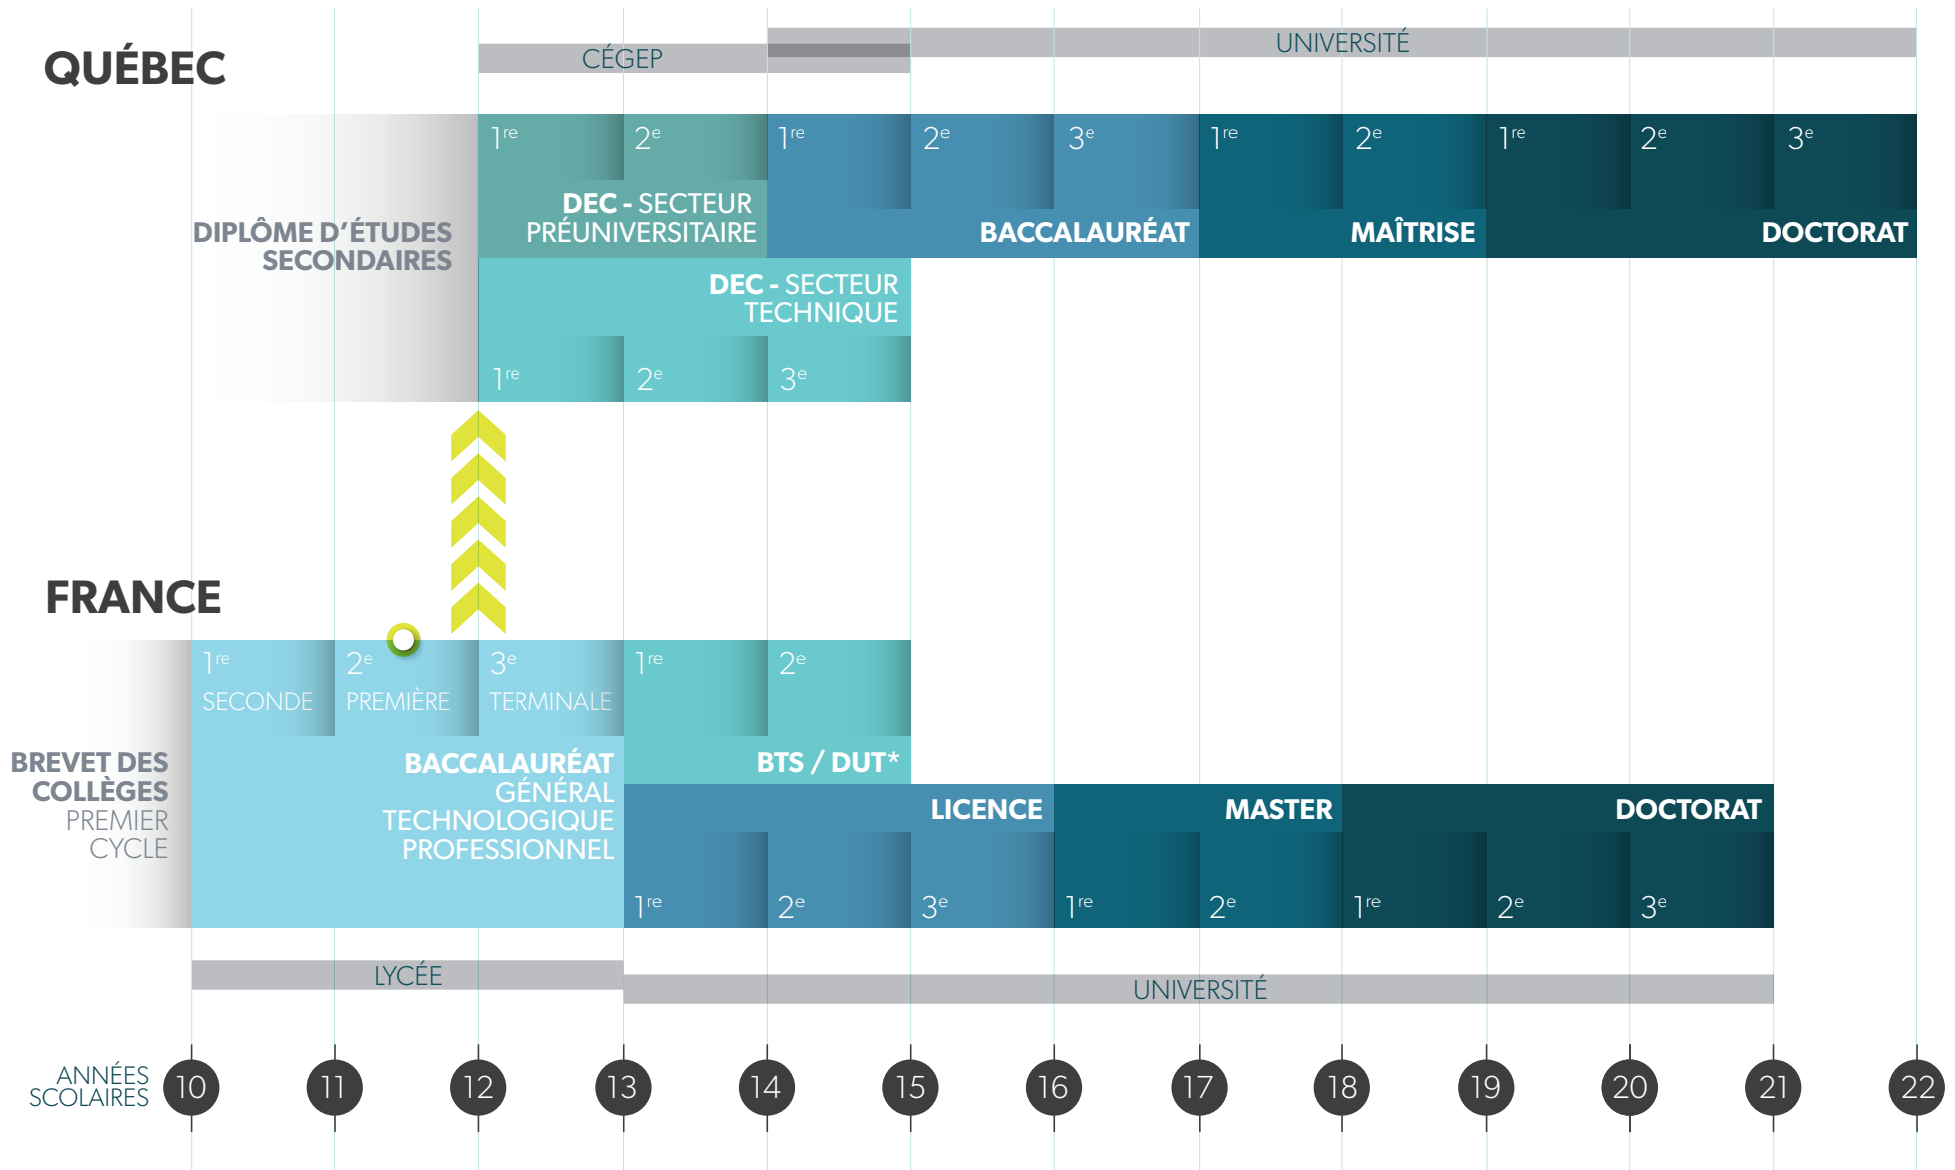 QUÉBEC
CÉGEP
UNIVERSITÉ
1re
2e
1re
2e
3e
1re
2e
1re
2e
3e
DIPLÔME D'ÉTUDES
SECONDAIRES
DEC - SECTEUR
PRÉUNIVERSITAIRE
BACCALAURÉAT
MAÎTRISE
DOCTORAT
DEC - SECTEUR
TECHNIQUE
1re
2e
3e
FRANCE
1re
SECONDE
2e
PREMIÈRE
3e
TERMINALE
1re
2e
BREVET DES
COLLÈGES
PREMIER
CYCLE
BACCALAURÉAT
GÉNÉRAL
TECHNOLOGIQUE
PROFESSIONNEL
BTS / DUT*
LICENCE
MASTER
DOCTORAT
1re
2e
3e
1re
2e
1re
2e
3e
LYCÉE
UNIVERSITÉ
ANNÉES
SCOLAIRES
10
11
12
13
14
15
16
17
18
19
20
21
22